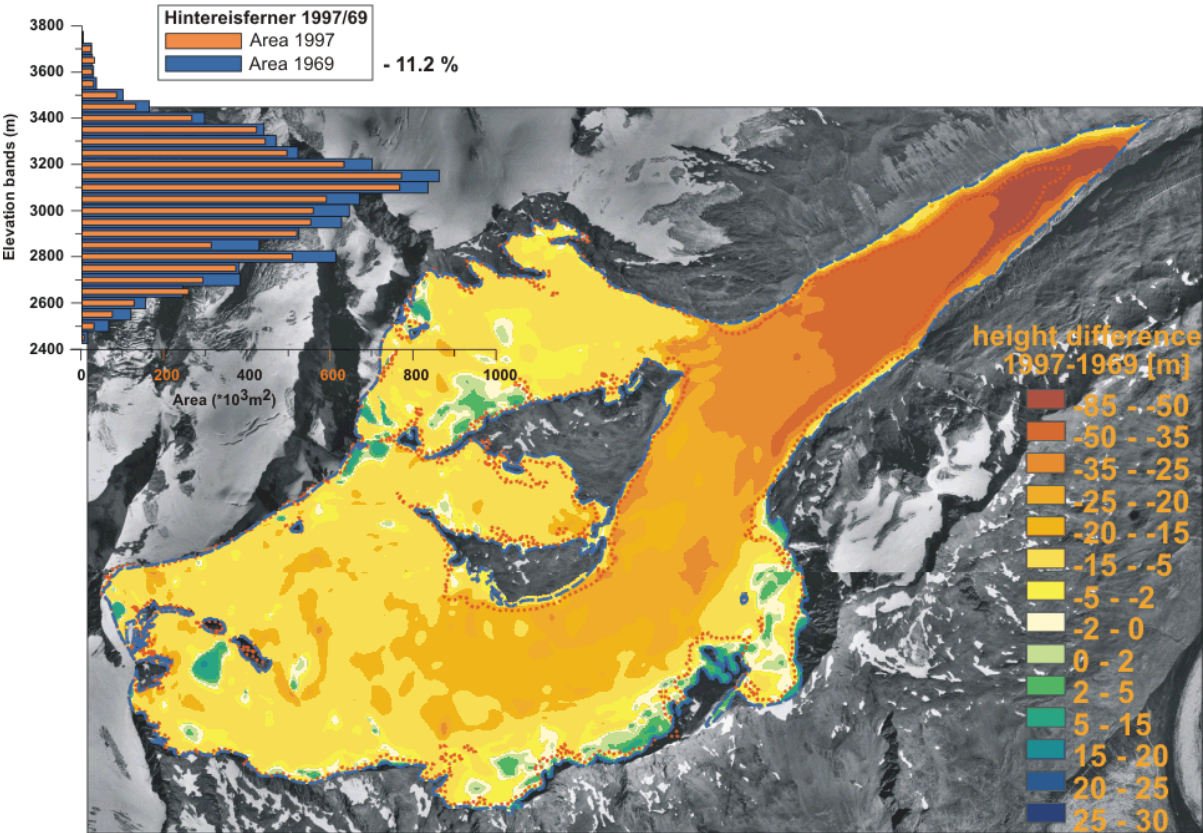 Hintereisferner 1997/69
Area 1997
Area 1969
- 11.2 %
Elevation bands (m)
3800
3600
3400
3200
3000
2800
2600
2400
0 200 400 600 800 1000
Area (*10³m²)
height difference
1997-1969 [m]
-85 - -50
-50 - -35
-35 - -25
-25 - -20
-20 - -15
-15 - -5
-5 - -2
-2 - 0
0 - 2
2 - 5
5 - 15
15 - 20
20 - 25
25 - 30